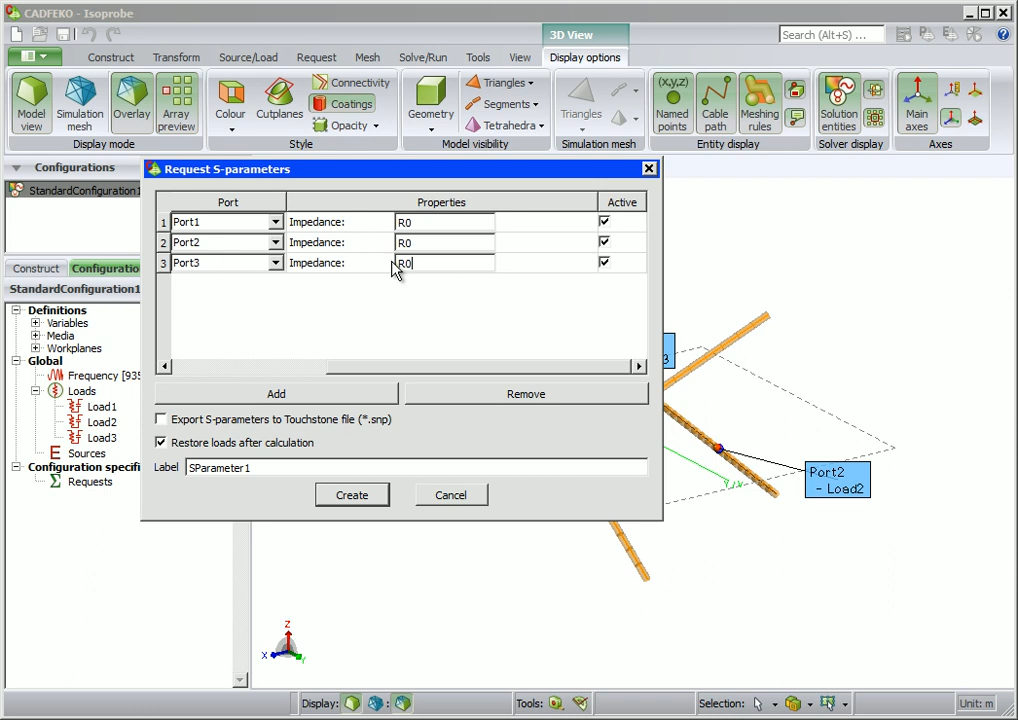 CADFEKO - Isoprobe
3D View
Search (Alt+S) ...
Construct
Transform
Source/Load
Request
Mesh
Solve/Run
Tools
View
Display options
Model view
Simulation mesh
Overlay
Array preview
Display mode
Colour
Cutplanes
Connectivity
Coatings
Opacity
Style
Geometry
Triangles
Segments
Tetrahedra
Model visibility
Triangles
Simulation mesh
(x,y,z)
Named points
Cable path
Meshing rules
Entity display
Solution entities
Solver display
Main axes
Axes
Configurations
StandardConfiguration1
Construct
Configuratio
StandardConfiguration1
Definitions
Variables
Media
Workplanes
Global
Frequency [935
Loads
Load1
Load2
Load3
Sources
Configuration specifi
Requests
Request S-parameters
Port
Properties
Active
1
Port1
Impedance:
R0
2
Port2
Impedance:
R0
3
Port3
Impedance:
R0
Add
Remove
Export S-parameters to Touchstone file (*.snp)
Restore loads after calculation
Label
SParameter1
Create
Cancel
3
Port2
- Load2
Z
X
Y
Display:
Tools:
Selection:
Unit: m